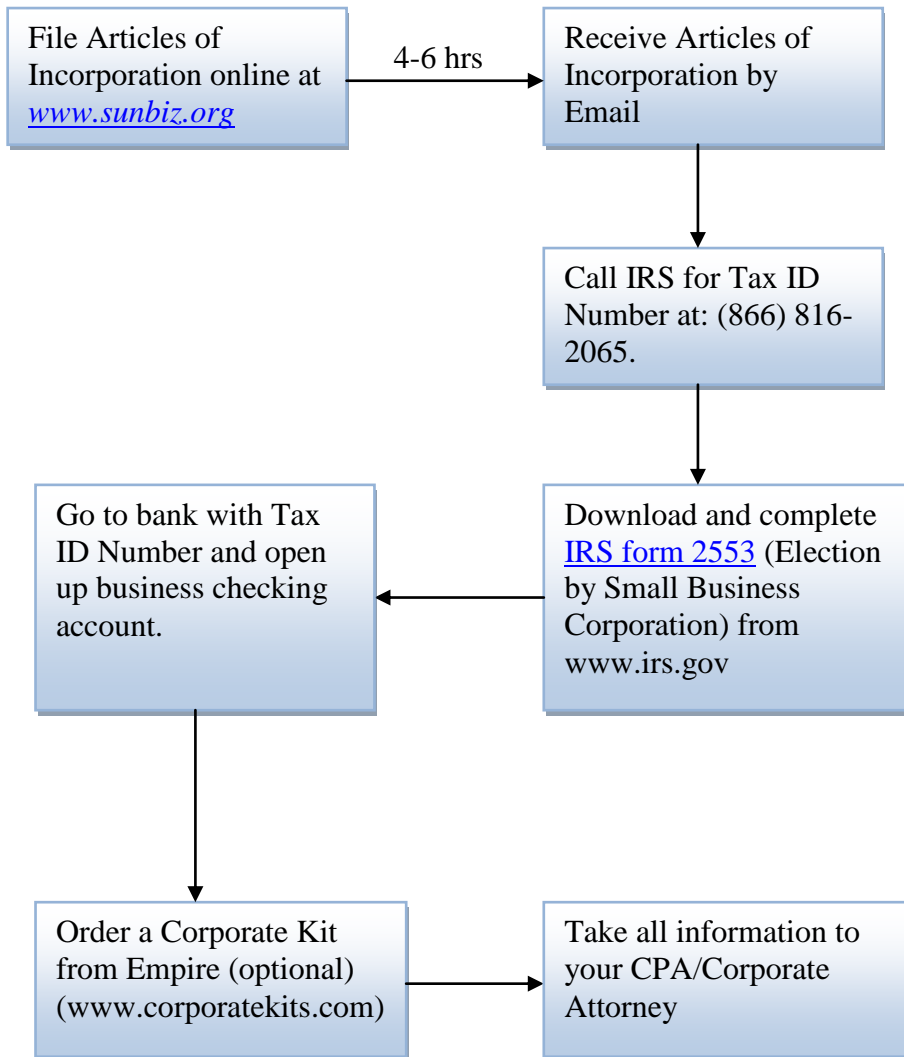 File Articles of
Incorporation online at
www.sunbiz.org
4-6 hrs
Receive Articles of
Incorporation by
Email
Call IRS for Tax ID
Number at: (866) 816-
2065.
Download and complete
IRS form 2553 (Election
by Small Business
Corporation) from
www.irs.gov
Go to bank with Tax
ID Number and open
up business checking
account.
Order a Corporate Kit
from Empire (optional)
(www.corporatekits.com)
Take all information to
your CPA/Corporate
Attorney